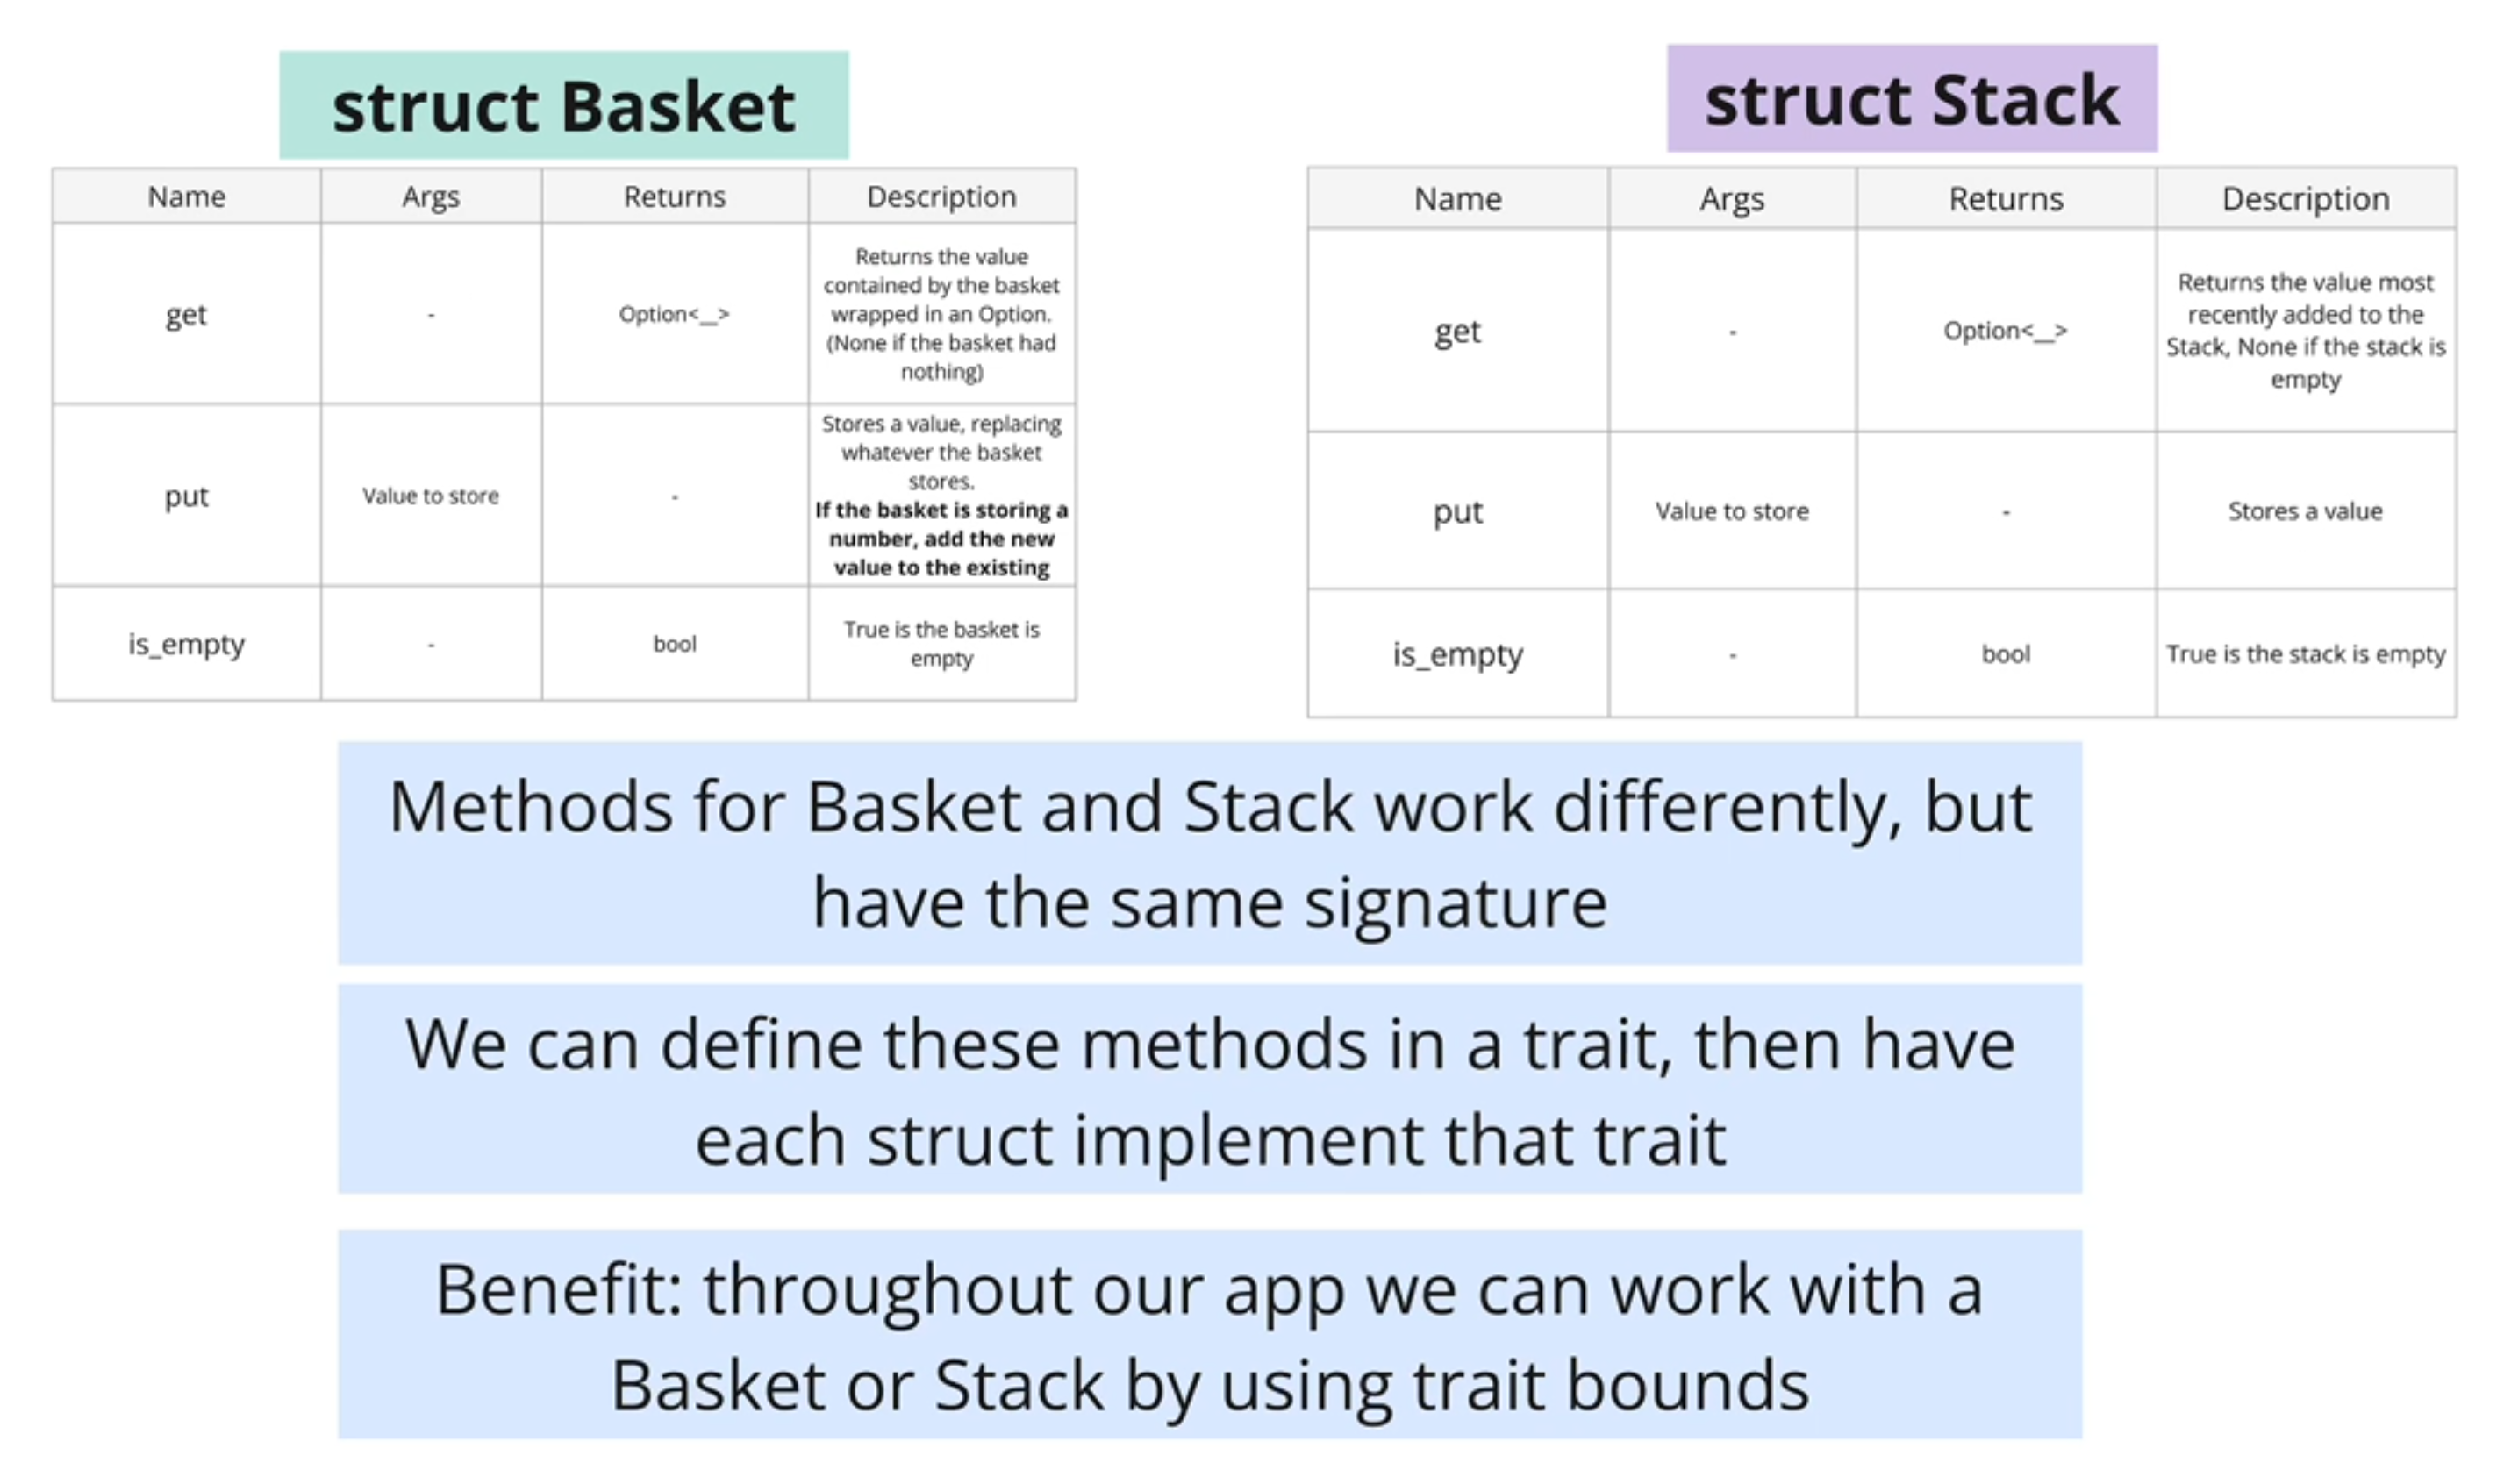 struct Basket
Name Args Returns Description
get - Option<__> Returns the value
contained by the basket
wrapped in an Option.
(None if the basket had
nothing)
put Value to store - Stores a value, replacing
whatever the basket
stores.
If the basket is storing a
number, add the new
value to the existing
is_empty - bool True is the basket is
empty
struct Stack
Name Args Returns Description
get - Option<__> Returns the value most
recently added to the
Stack, None if the stack is
empty
put Value to store - Stores a value
is_empty - bool True is the stack is empty
Methods for Basket and Stack work differently, but
have the same signature
We can define these methods in a trait, then have
each struct implement that trait
Benefit: throughout our app we can work with a
Basket or Stack by using trait bounds